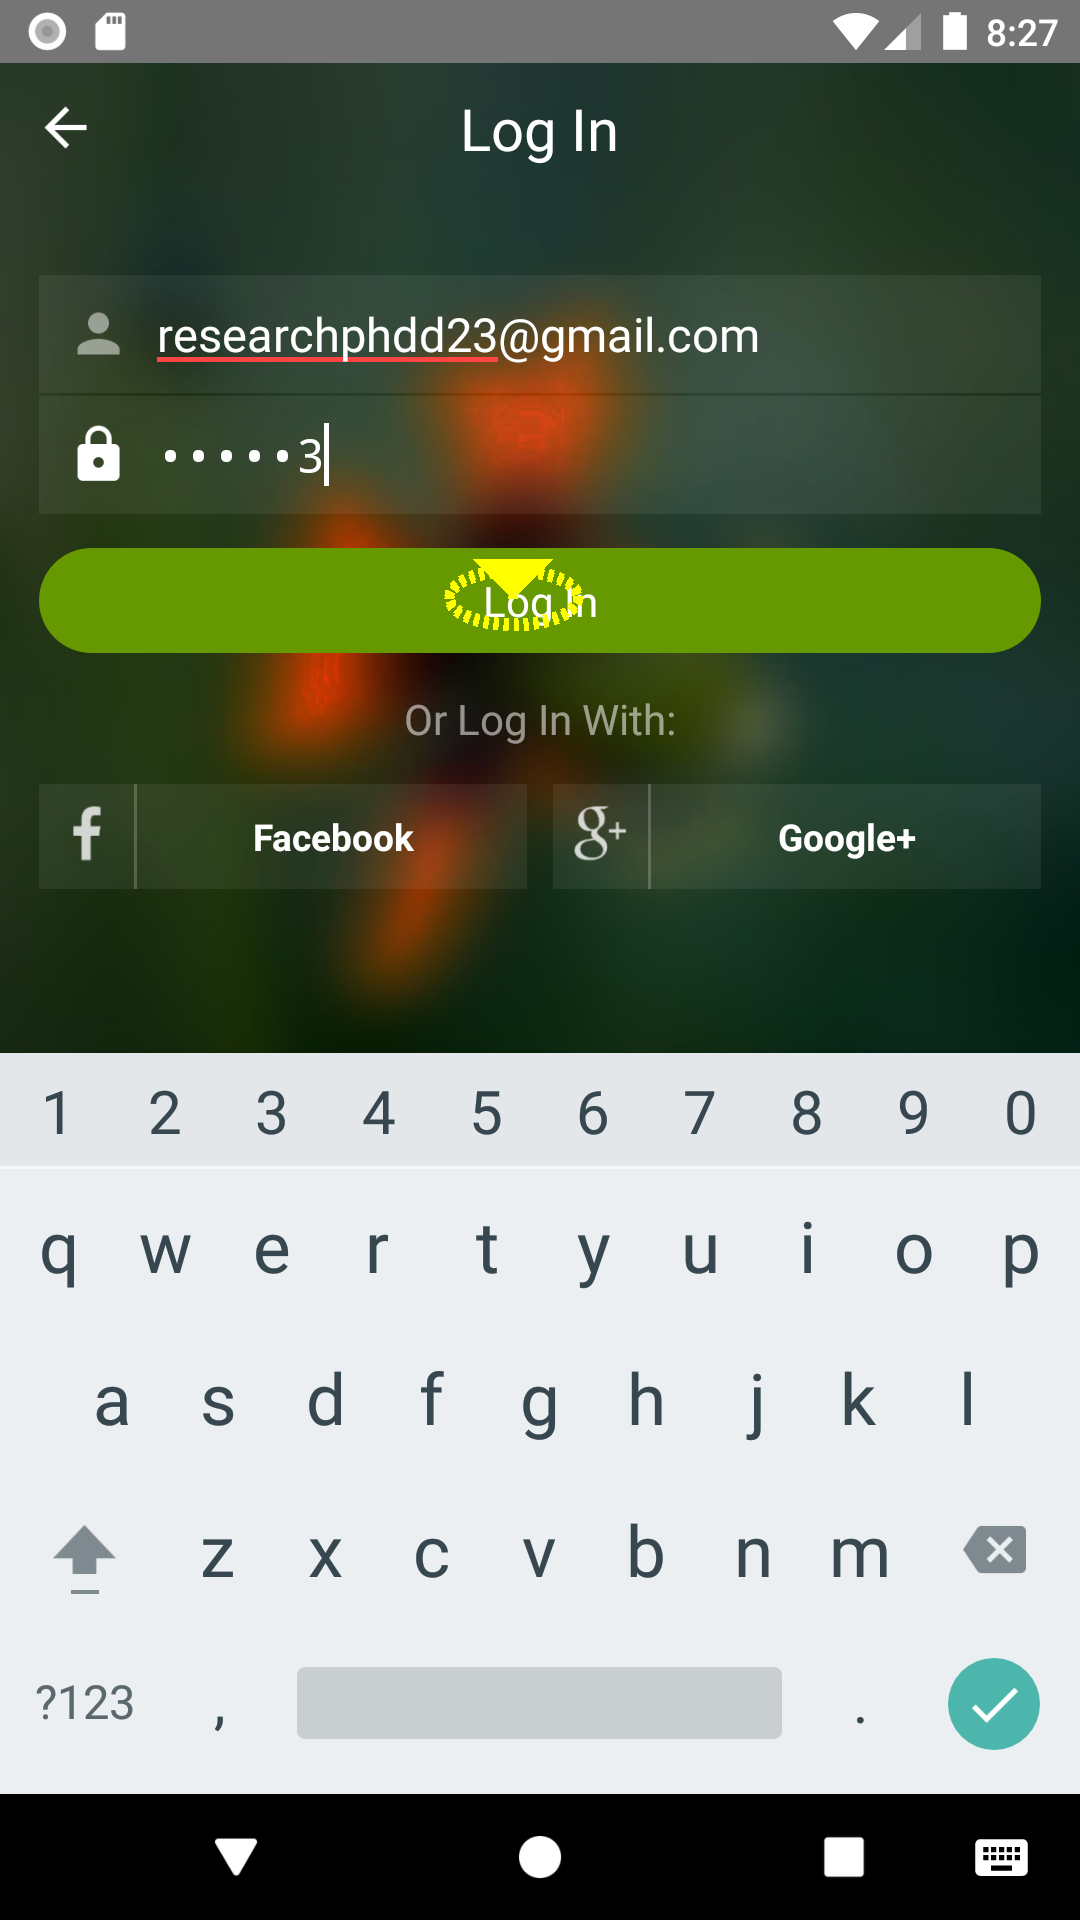 8:27
Log In
researchphdd23@gmail.com
•••••3
Log In
Or Log In With:
f Facebook
g+ Google+
1 2 3 4 5 6 7 8 9 0
q w e r t y u i o p
a s d f g h j k l
z x c v b n m
?123 , .